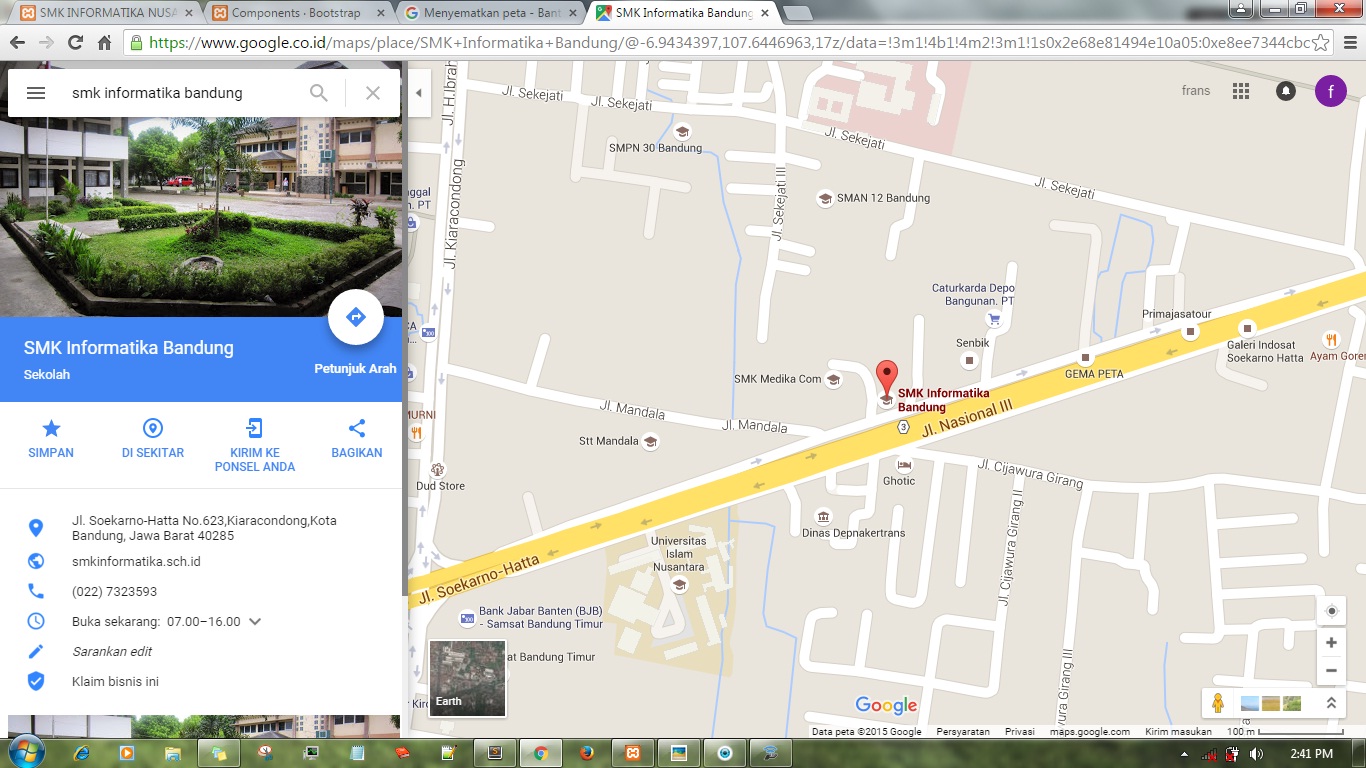 SMK INFORMATIKA NUSA
Components · Bootstrap
Menyematkan peta - Bant
SMK Informatika Bandung
https://www.google.co.id/maps/place/SMK+Informatika+Bandung/@-6.9434397,107.6446963,17z/data=!3m1!4b1!4m2!3m1!1s0x2e68e81494e10a05:0xe8ee7344cbc
smk informatika bandung
SMK Informatika Bandung
Sekolah
Petunjuk Arah
SIMPAN
DI SEKITAR
KIRIM KE
PONSEL ANDA
BAGIKAN
Jl. Soekarno-Hatta No.623,Kiaracondong,Kota
Bandung, Jawa Barat 40285
smkinformatika.sch.id
(022) 7323593
Buka sekarang: 07.00–16.00
Sarankan edit
Klaim bisnis ini
frans
f
Jl. H.Ibrah
Jl. Sekejati
Jl. Sekejati
SMPN 30 Bandung
Jl. Sekejati
Jl. Sekejati
Jl. Kiaracondong
Jl. Sekejati III
SMAN 12 Bandung
nggal
n. PT
Caturkarda Depo
Bangunan. PT
Primajasatour
Senbik
Galeri Indosat
Soekarno Hatta
Ayam Gorer
GEMA PETA
SMK Medika Com
SMK Informatika
Bandung
3
Jl. Nasional III
Jl. Mandala
Jl. Mandala
MURNI
Stt Mandala
Jl. Cijawura Girang
Ghotic
Dud Store
Dinas Depnakertrans
Jl. Cijawura Girang II
Universitas
Islam
Nusantara
Jl. Soekarno-Hatta
Bank Jabar Banten (BJB)
- Samsat Bandung Timur
at Bandung Timur
wura Girang III
Earth
Google
Data peta ©2015 Google
Persyaratan
Privasi
maps.google.com
Kirim masukan
100 m
2:41 PM